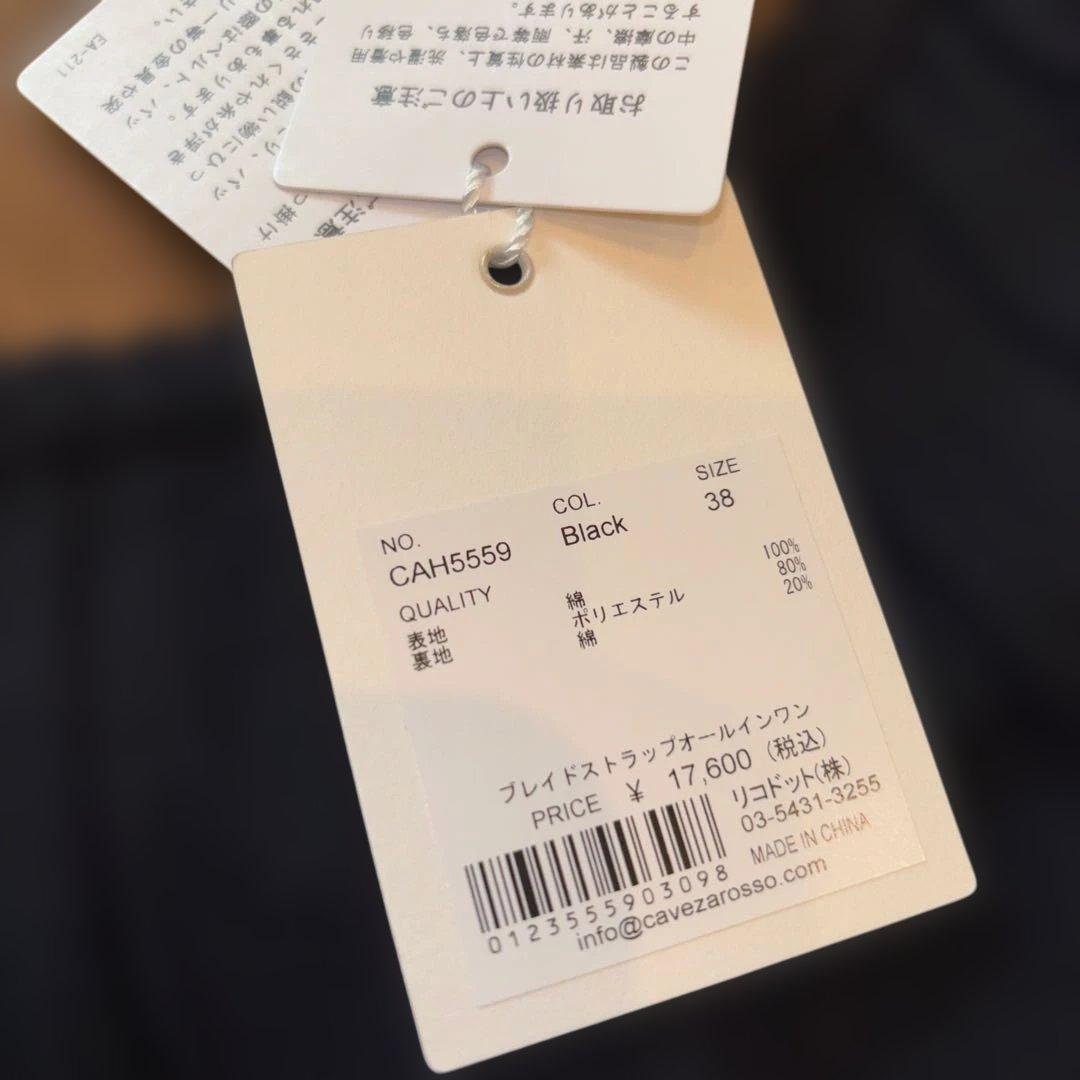 お取り扱い上のご注意
この製品は素材の性質上、洗濯や着用
中の摩擦、汗、雨等で色落ち、色移り
することがあります。
EA-211
NO.
COL.
SIZE
CAH5559
Black
38
QUALITY
表地
綿
100%
裏地
ポリエステル
80%
綿
20%
ブレイドストラップオールインワン
PRICE ¥ 17,600 (税込)
リコドット(株)
03-5431-3255
MADE IN CHINA
0123555903098
info@cavezarosso.com